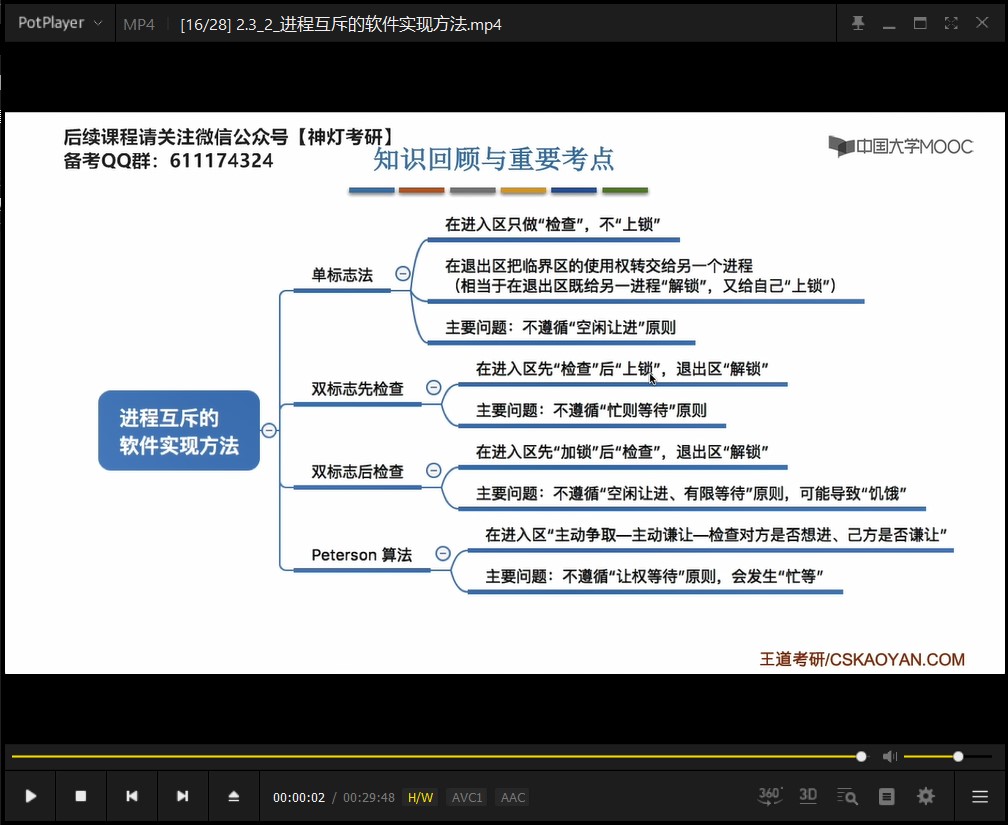 PotPlayer
MP4
[16/28] 2.3_2_进程互斥的软件实现方法.mp4
后续课程请关注微信公众号【神灯考研】
备考QQ群：611174324
知识回顾与重要考点
中国大学MOOC
进程互斥的
软件实现方法
单标志法
在进入区只做“检查”，不“上锁”
在退出区把临界区的使用权转交给另一个进程
（相当于在退出区既给另一进程“解锁”，又给自己“上锁”）
主要问题：不遵循“空闲让进”原则
双标志先检查
在进入区先“检查”后“上锁”，退出区“解锁”
主要问题：不遵循“忙则等待”原则
双标志后检查
在进入区先“加锁”后“检查”，退出区“解锁”
主要问题：不遵循“空闲让进、有限等待”原则，可能导致“饥饿”
Peterson 算法
在进入区“主动争取—主动谦让—检查对方是否想进、己方是否谦让”
主要问题：不遵循“让权等待”原则，会发生“忙等”
王道考研/CSKAOYAN.COM
00:00:02 / 00:29:48 H/W AVC1 AAC
360° 3D